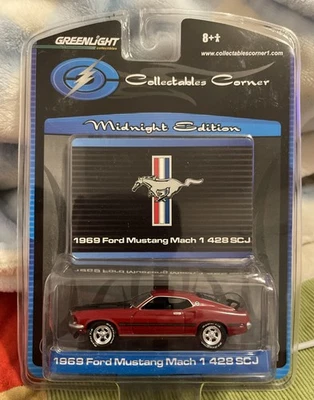 GREENLIGHT
collectibles
8+
www.collectablescorner1.com
Collectables Corner
Midnight Edition
1969 Ford Mustang Mach 1 428 SCJ
1969 Ford Mustang Mach 1 428 SCJ